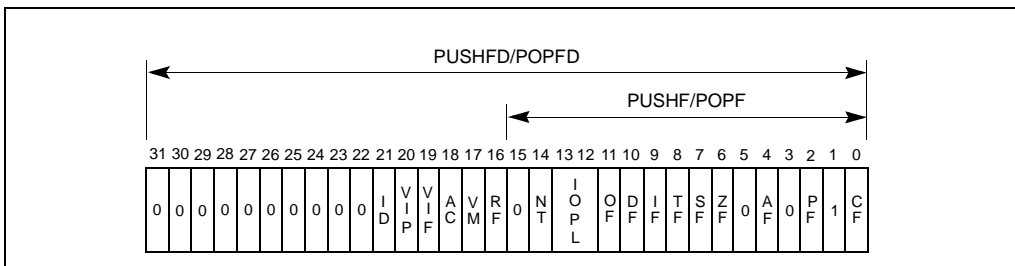 PUSHFD/POPFD
PUSHF/POPF
31 30 29 28 27 26 25 24 23 22 21 20 19 18 17 16 15 14 13 12 11 10 9 8 7 6 5 4 3 2 1 0
0 0 0 0 0 0 0 0 0 0 ID VIP VIF AC VM RF 0 NT IOPL OF DF IF TF SF ZF 0 AF 0 PF 1 CF